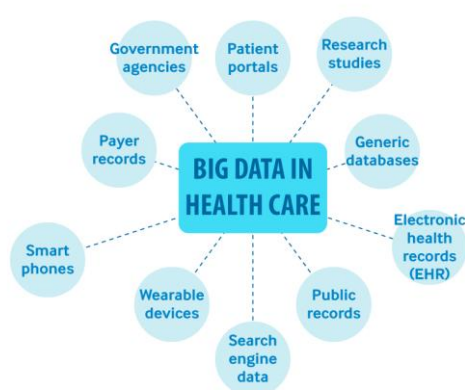 Government
agencies
Patient
portals
Research
studies
Payer
records
BIG DATA IN
HEALTH CARE
Generic
databases
Smart
phones
Electronic
health
records
(EHR)
Wearable
devices
Public
records
Search
engine
data